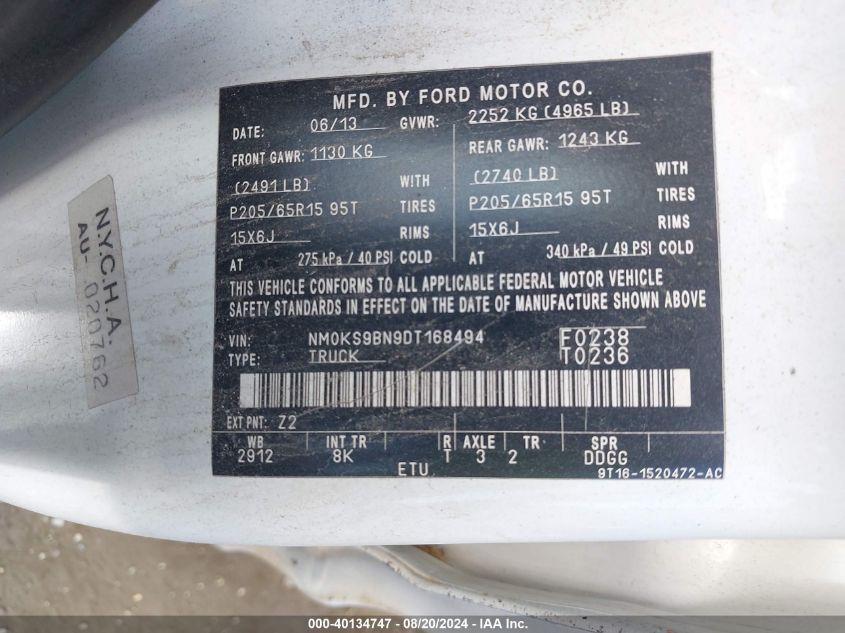 MFD. BY FORD MOTOR CO.
DATE: 06/13 GVWR: 2252 KG (4965 LB)
FRONT GAWR: 1130 KG REAR GAWR: 1243 KG
(2491 LB) WITH (2740 LB) WITH
P205/65R15 95T TIRES P205/65R15 95T TIRES
15X6J RIMS 15X6J RIMS
AT 275 kPa / 40 PSI COLD AT 340 kPa / 49 PSI COLD
THIS VEHICLE CONFORMS TO ALL APPLICABLE FEDERAL MOTOR VEHICLE
SAFETY STANDARDS IN EFFECT ON THE DATE OF MANUFACTURE SHOWN ABOVE
VIN: NM0KS9BN9DT168494 F0238
TYPE: TRUCK T0236
EXT PNT: Z2
WB INT TR R AXLE TR SPR
2912 8K T 3 2 DDGG
ETU 9T16-1520472-AC
N.Y.C.H.A.
AU- 020762
000-40134747 - 08/20/2024 - IAA Inc.